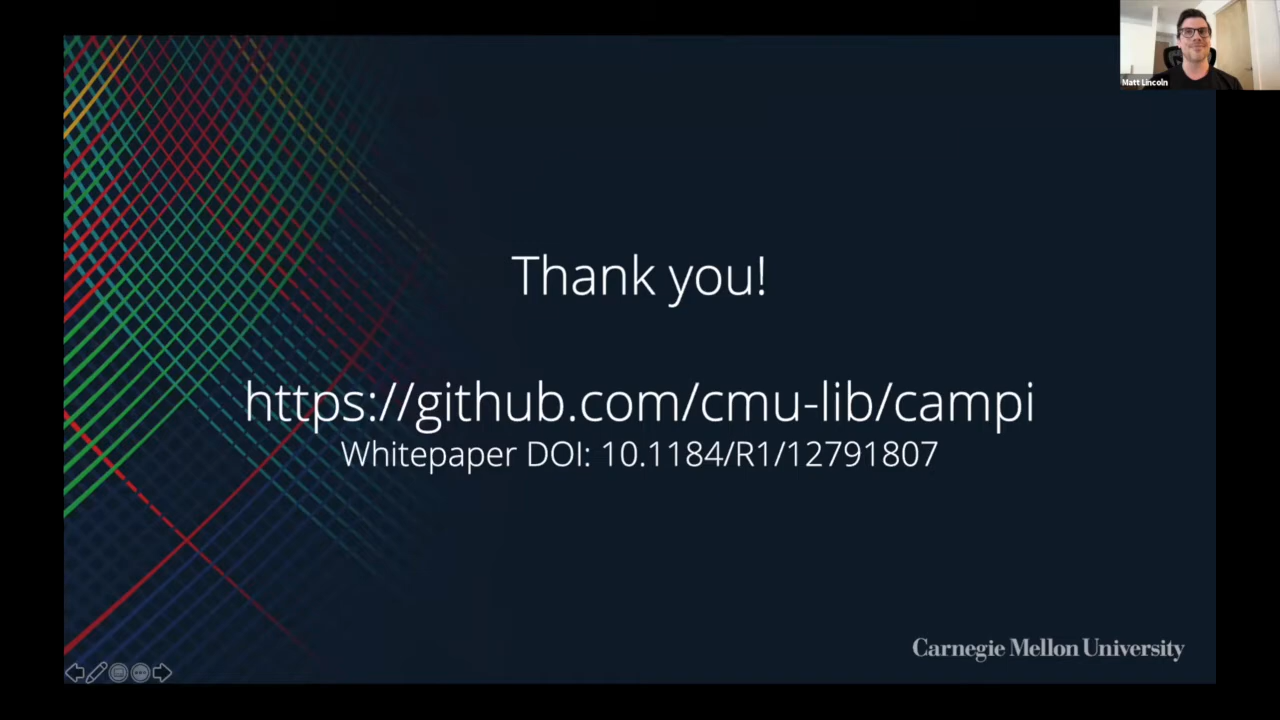 Matt Lincoln
Thank you!
https://github.com/cmu-lib/campi
Whitepaper DOI: 10.1184/R1/12791807
Carnegie Mellon University